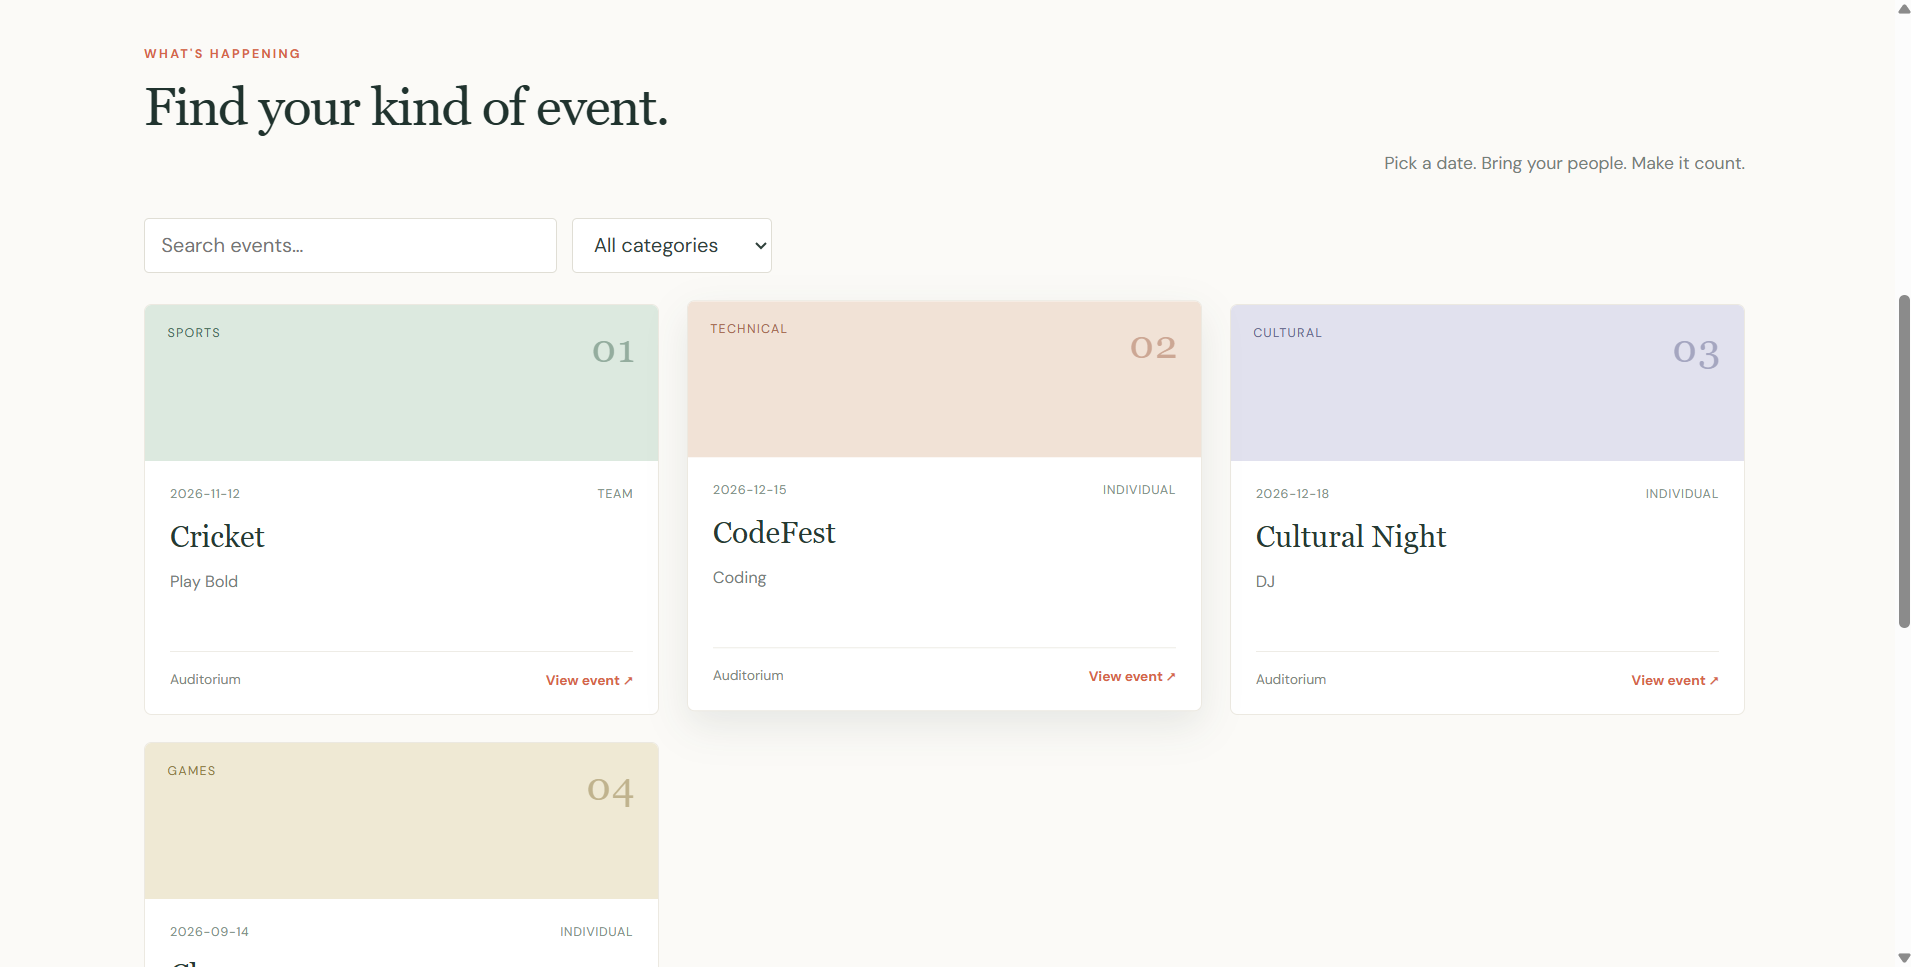 WHAT'S HAPPENING
Find your kind of event.
Pick a date. Bring your people. Make it count.
Search events...
All categories
SPORTS
01
2026-11-12
TEAM
Cricket
Play Bold
Auditorium
View event ↗
TECHNICAL
02
2026-12-15
INDIVIDUAL
CodeFest
Coding
Auditorium
View event ↗
CULTURAL
03
2026-12-18
INDIVIDUAL
Cultural Night
DJ
Auditorium
View event ↗
GAMES
04
2026-09-14
INDIVIDUAL